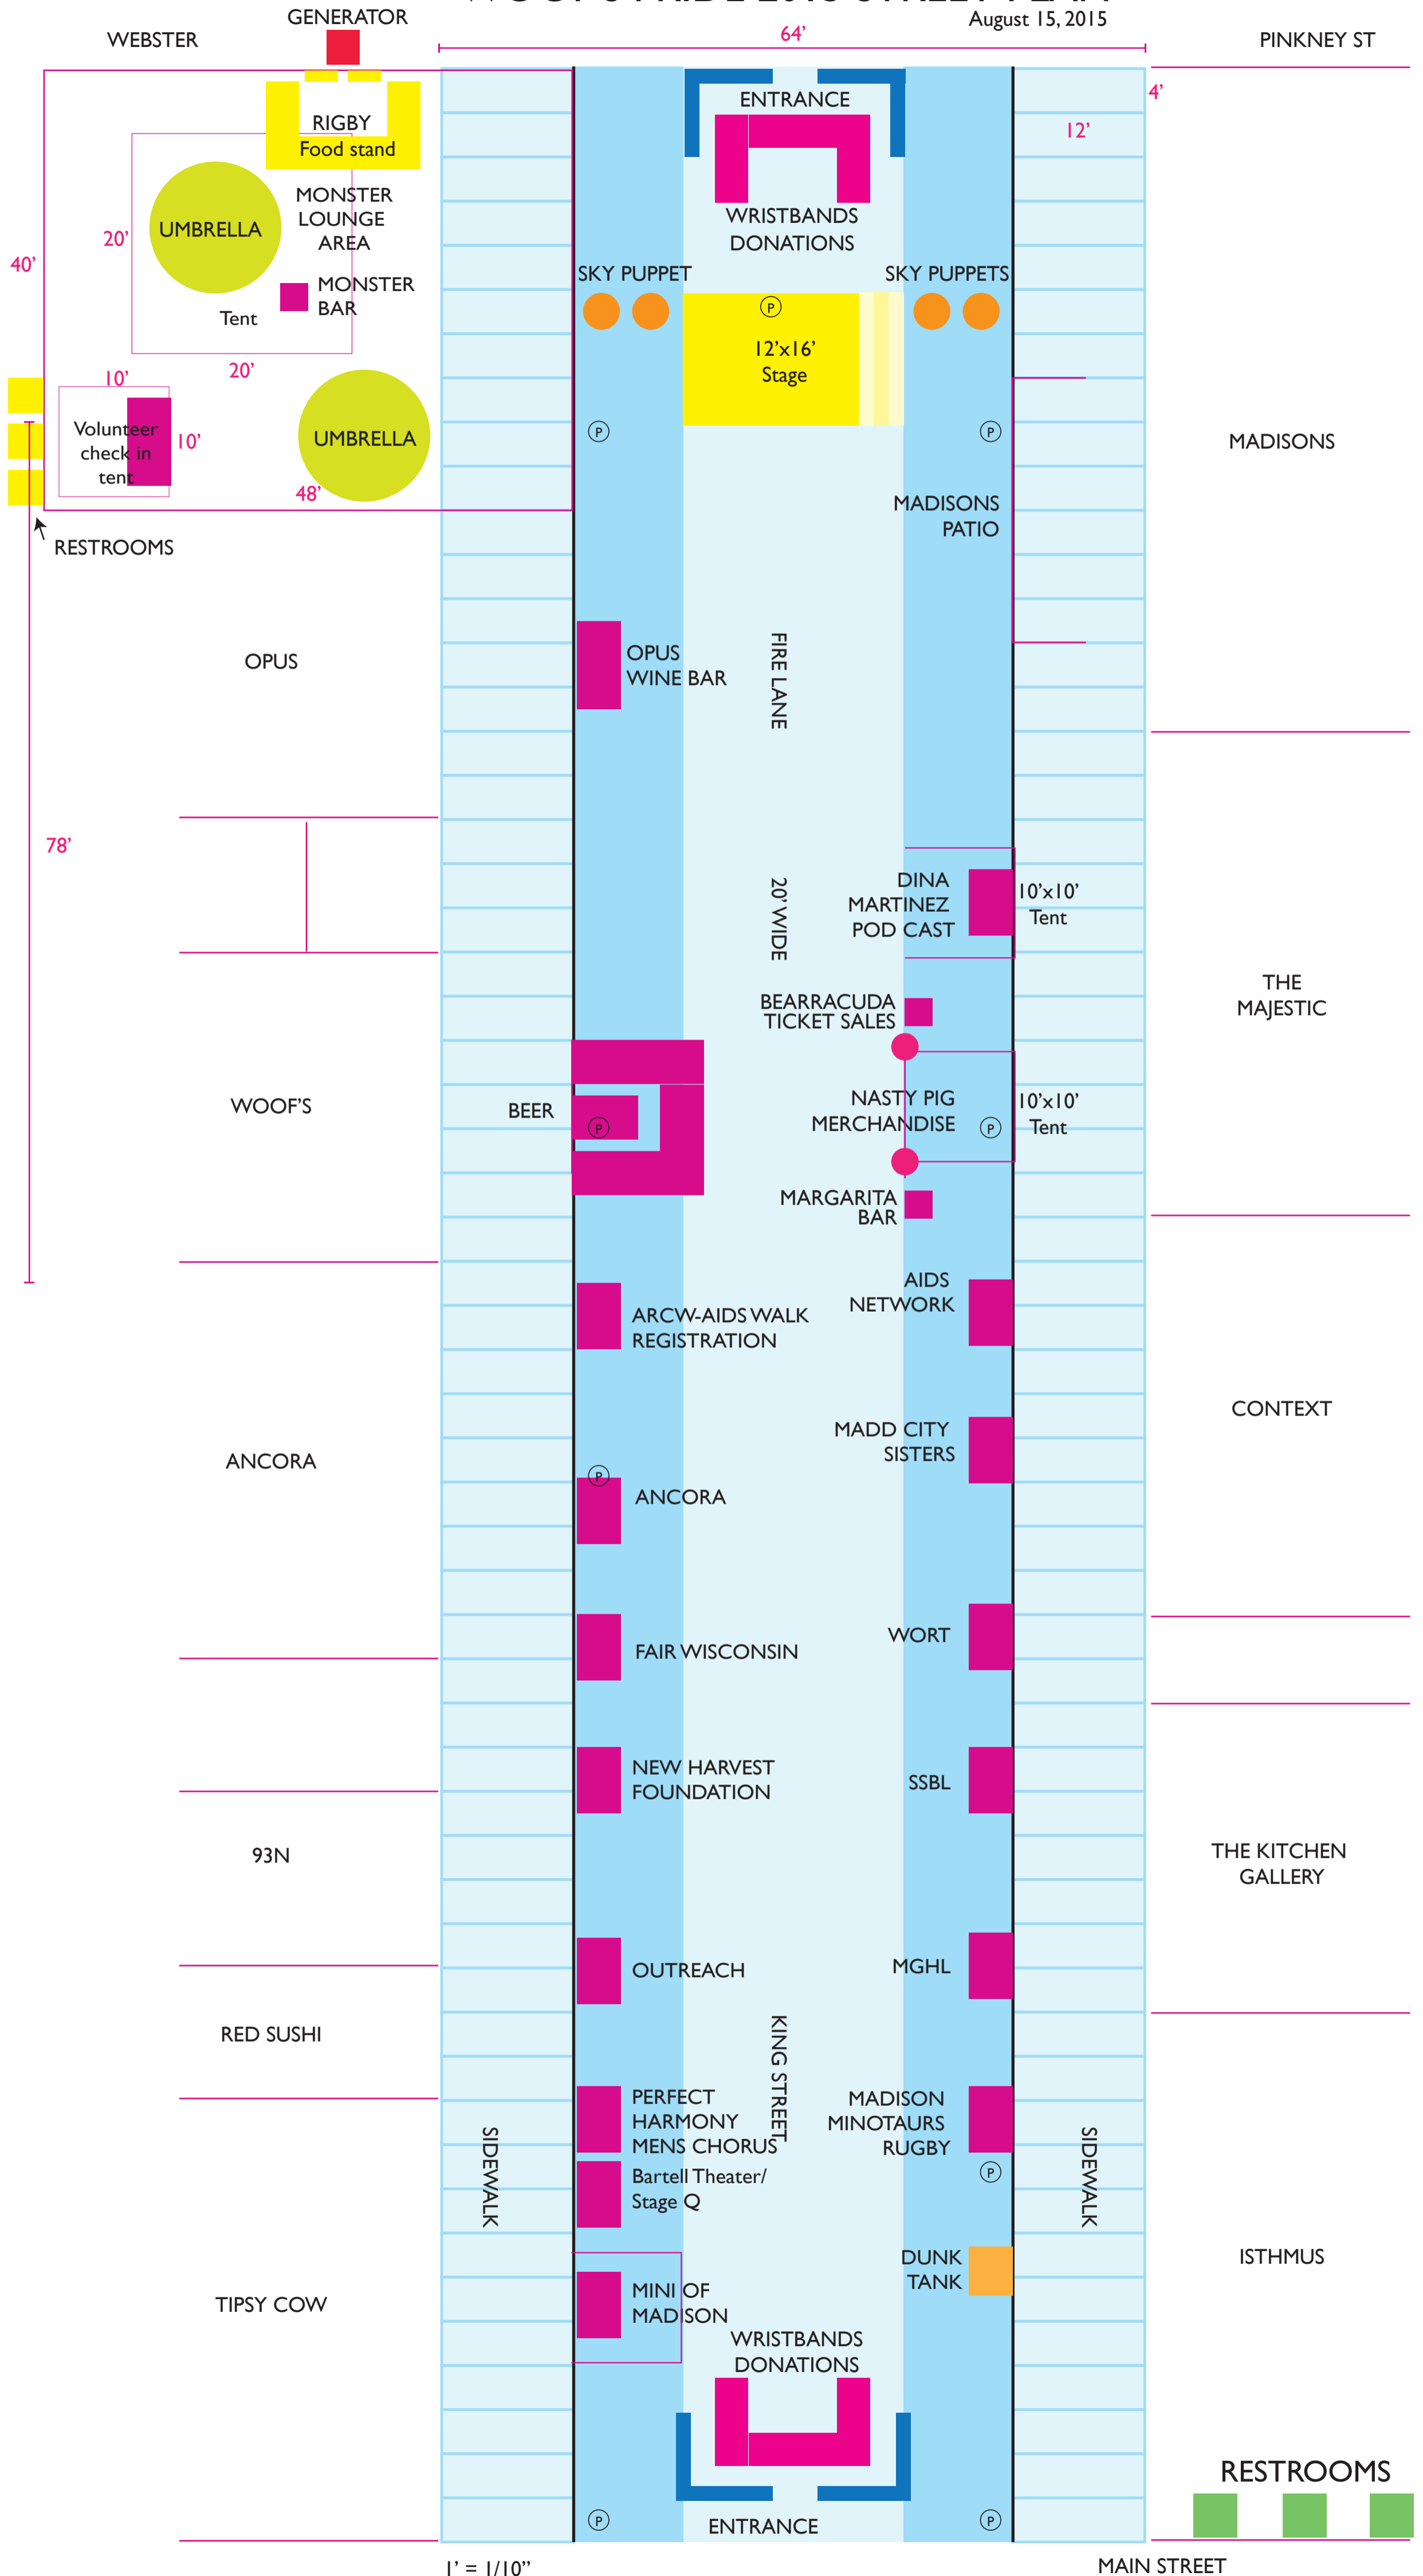 WOOF'S PRIDE 2015 STREET PLAN
August 15, 2015
GENERATOR
WEBSTER
64'
PINKNEY ST
4'
12'
ENTRANCE
RIGBY
Food stand
MONSTER
LOUNGE
AREA
UMBRELLA
20'
40'
MONSTER
BAR
Tent
20'
10'
Volunteer
check in
tent
10'
UMBRELLA
48'
RESTROOMS
WRISTBANDS
DONATIONS
SKY PUPPET
SKY PUPPETS
P
12'x16'
Stage
P
P
MADISONS
MADISONS
PATIO
OPUS
OPUS
WINE BAR
FIRE LANE
78'
20' WIDE
DINA
MARTINEZ
POD CAST
10'x10'
Tent
THE
MAJESTIC
BEARRACUDA
TICKET SALES
WOOF'S
BEER
P
NASTY PIG
MERCHANDISE
P
10'x10'
Tent
MARGARITA
BAR
ARCW-AIDS WALK
REGISTRATION
AIDS
NETWORK
MADD CITY
SISTERS
CONTEXT
ANCORA
P
ANCORA
FAIR WISCONSIN
WORT
NEW HARVEST
FOUNDATION
SSBL
93N
THE KITCHEN
GALLERY
OUTREACH
MGHL
RED SUSHI
KING STREET
PERFECT
HARMONY
MENS CHORUS
MADISON
MINOTAURS
RUGBY
P
Bartell Theater/
Stage Q
SIDEWALK
SIDEWALK
DUNK
TANK
ISTHMUS
TIPSY COW
MINI OF
MADISON
WRISTBANDS
DONATIONS
RESTROOMS
P
ENTRANCE
P
1' = 1/10"
MAIN STREET